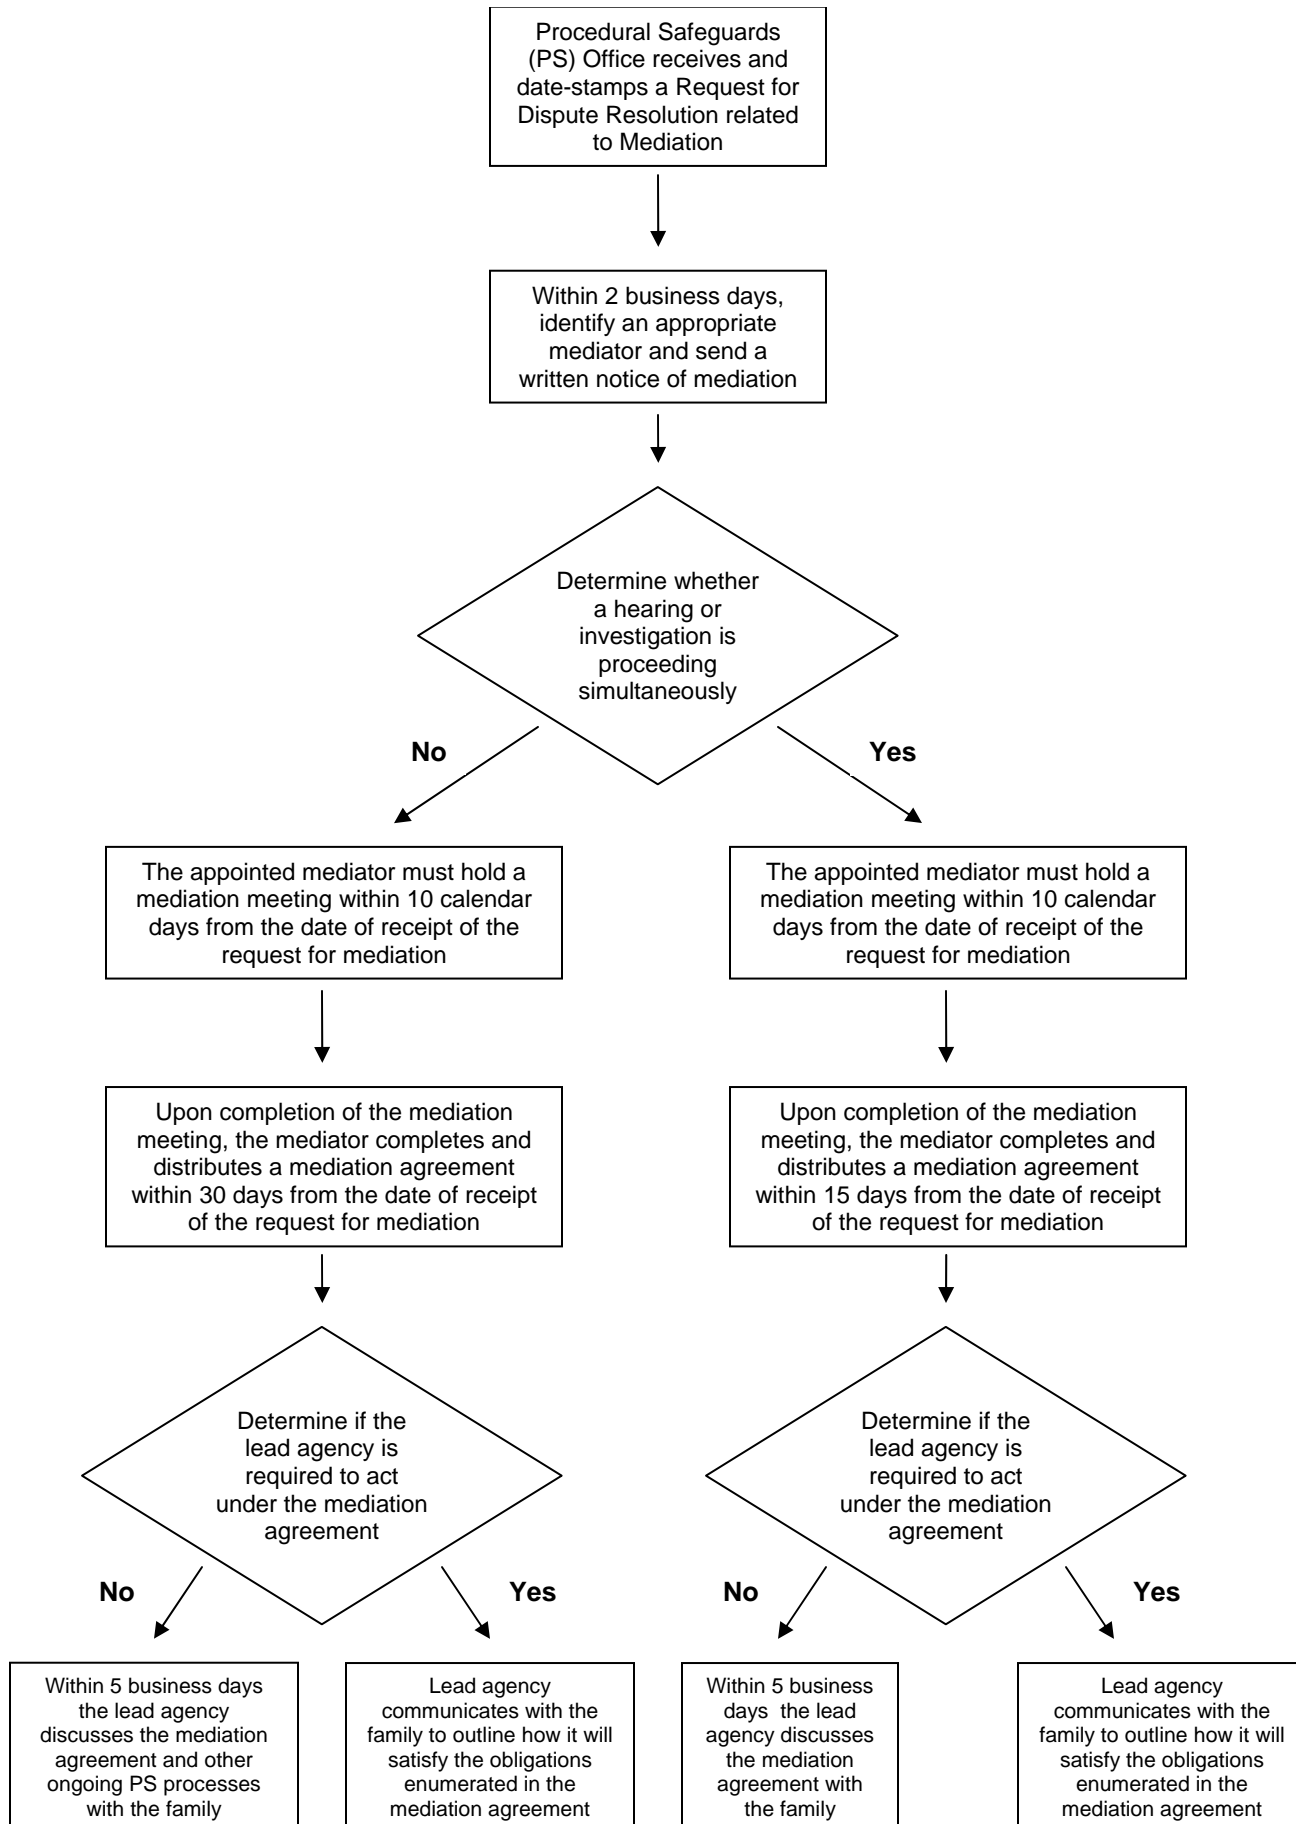 Procedural Safeguards
(PS) Office receives and
date-stamps a Request for
Dispute Resolution related
to Mediation
Within 2 business days,
identify an appropriate
mediator and send a
written notice of mediation
Determine whether
a hearing or
investigation is
proceeding
simultaneously
No
Yes
The appointed mediator must hold a
mediation meeting within 10 calendar
days from the date of receipt of the
request for mediation
The appointed mediator must hold a
mediation meeting within 10 calendar
days from the date of receipt of the
request for mediation
Upon completion of the mediation
meeting, the mediator completes and
distributes a mediation agreement
within 30 days from the date of receipt
of the request for mediation
Upon completion of the mediation
meeting, the mediator completes and
distributes a mediation agreement
within 15 days from the date of receipt
of the request for mediation
Determine if the
lead agency is
required to act
under the mediation
agreement
Determine if the
lead agency is
required to act
under the mediation
agreement
No
Yes
No
Yes
Within 5 business days
the lead agency
discusses the mediation
agreement and other
ongoing PS processes
with the family
Lead agency
communicates with the
family to outline how it will
satisfy the obligations
enumerated in the
mediation agreement
Within 5 business
days  the lead
agency discusses
the mediation
agreement with
the family
Lead agency
communicates with the
family to outline how it will
satisfy the obligations
enumerated in the
mediation agreement